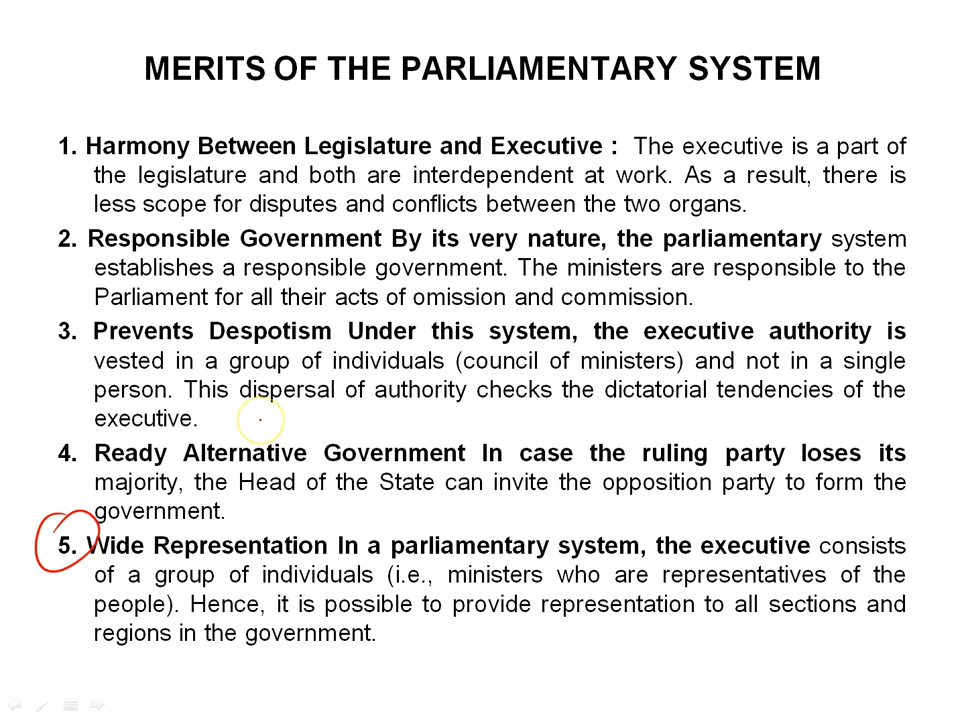 MERITS OF THE PARLIAMENTARY SYSTEM
1. Harmony Between Legislature and Executive : The executive is a part of
the legislature and both are interdependent at work. As a result, there is
less scope for disputes and conflicts between the two organs.
2. Responsible Government By its very nature, the parliamentary system
establishes a responsible government. The ministers are responsible to the
Parliament for all their acts of omission and commission.
3. Prevents Despotism Under this system, the executive authority is
vested in a group of individuals (council of ministers) and not in a single
person. This dispersal of authority checks the dictatorial tendencies of the
executive.
4. Ready Alternative Government In case the ruling party loses its
majority, the Head of the State can invite the opposition party to form the
government.
5. Wide Representation In a parliamentary system, the executive consists
of a group of individuals (i.e., ministers who are representatives of the
people). Hence, it is possible to provide representation to all sections and
regions in the government.